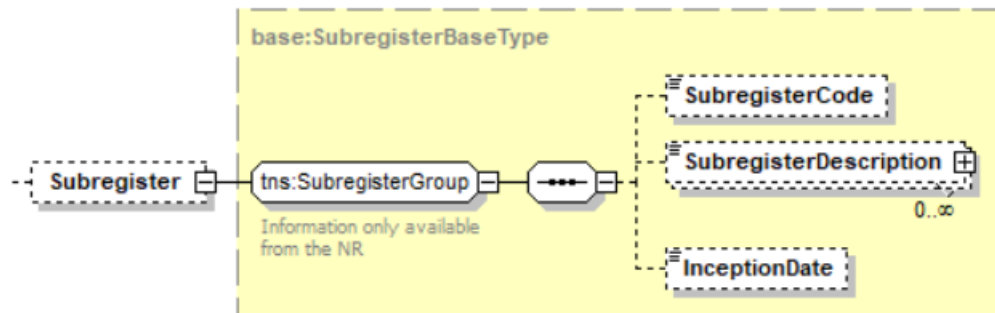 base:SubregisterBaseType
SubregisterCode
Subregister
tns:SubregisterGroup
SubregisterDescription
0..∞
Information only available
from the NR
InceptionDate